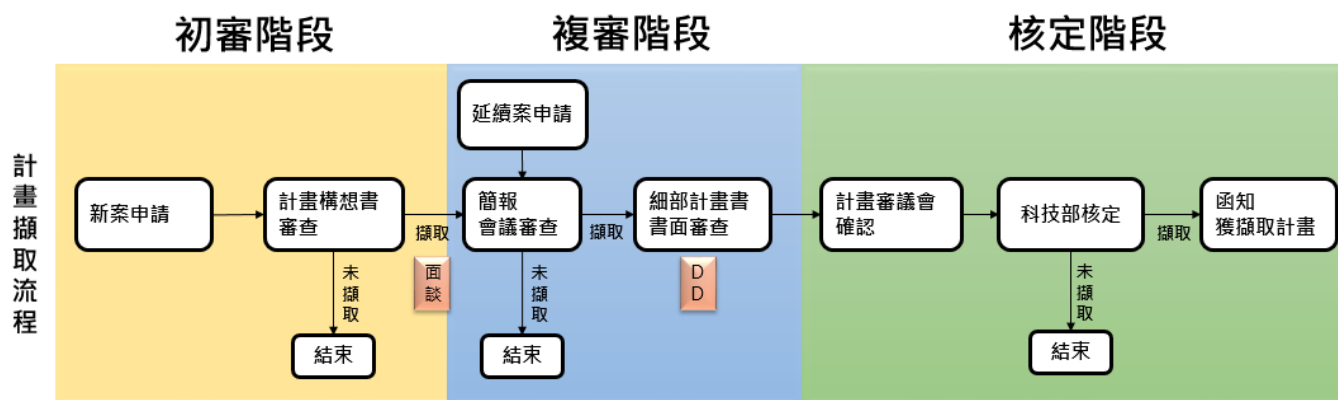 初審階段
複審階段
核定階段
計畫擷取流程
新案申請
計畫構想書
審查
擷取
面談
未擷取
結束
延續案申請
簡報
會議審查
擷取
未擷取
結束
細部計畫書
書面審查
DD
計畫審議會
確認
科技部核定
擷取
未擷取
結束
函知
獲擷取計畫